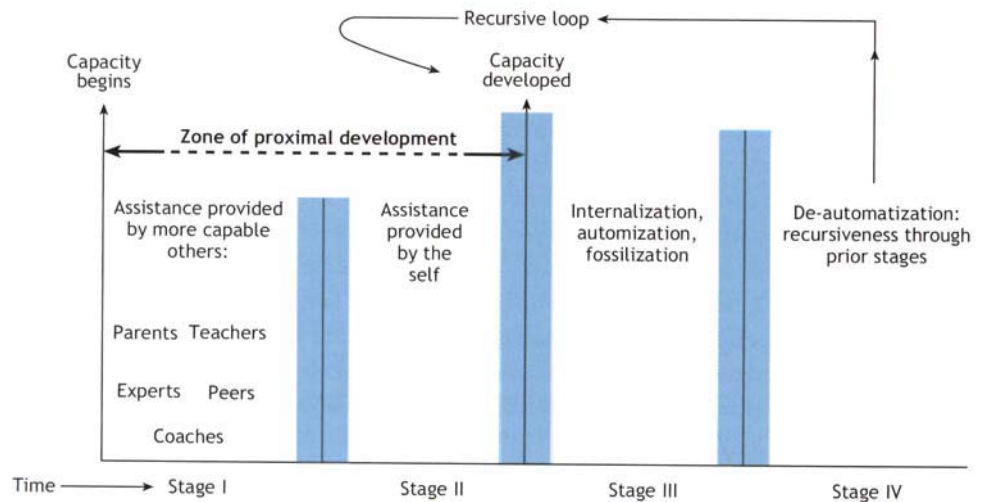 Recursive loop
Capacity
begins
Capacity
developed
Zone of proximal development
Assistance provided
by more capable
others:
Assistance
provided
by the
self
Internalization,
automization,
fossilization
De-automatization:
recursiveness through
prior stages
Parents Teachers
Experts Peers
Coaches
Time
Stage I
Stage II
Stage III
Stage IV